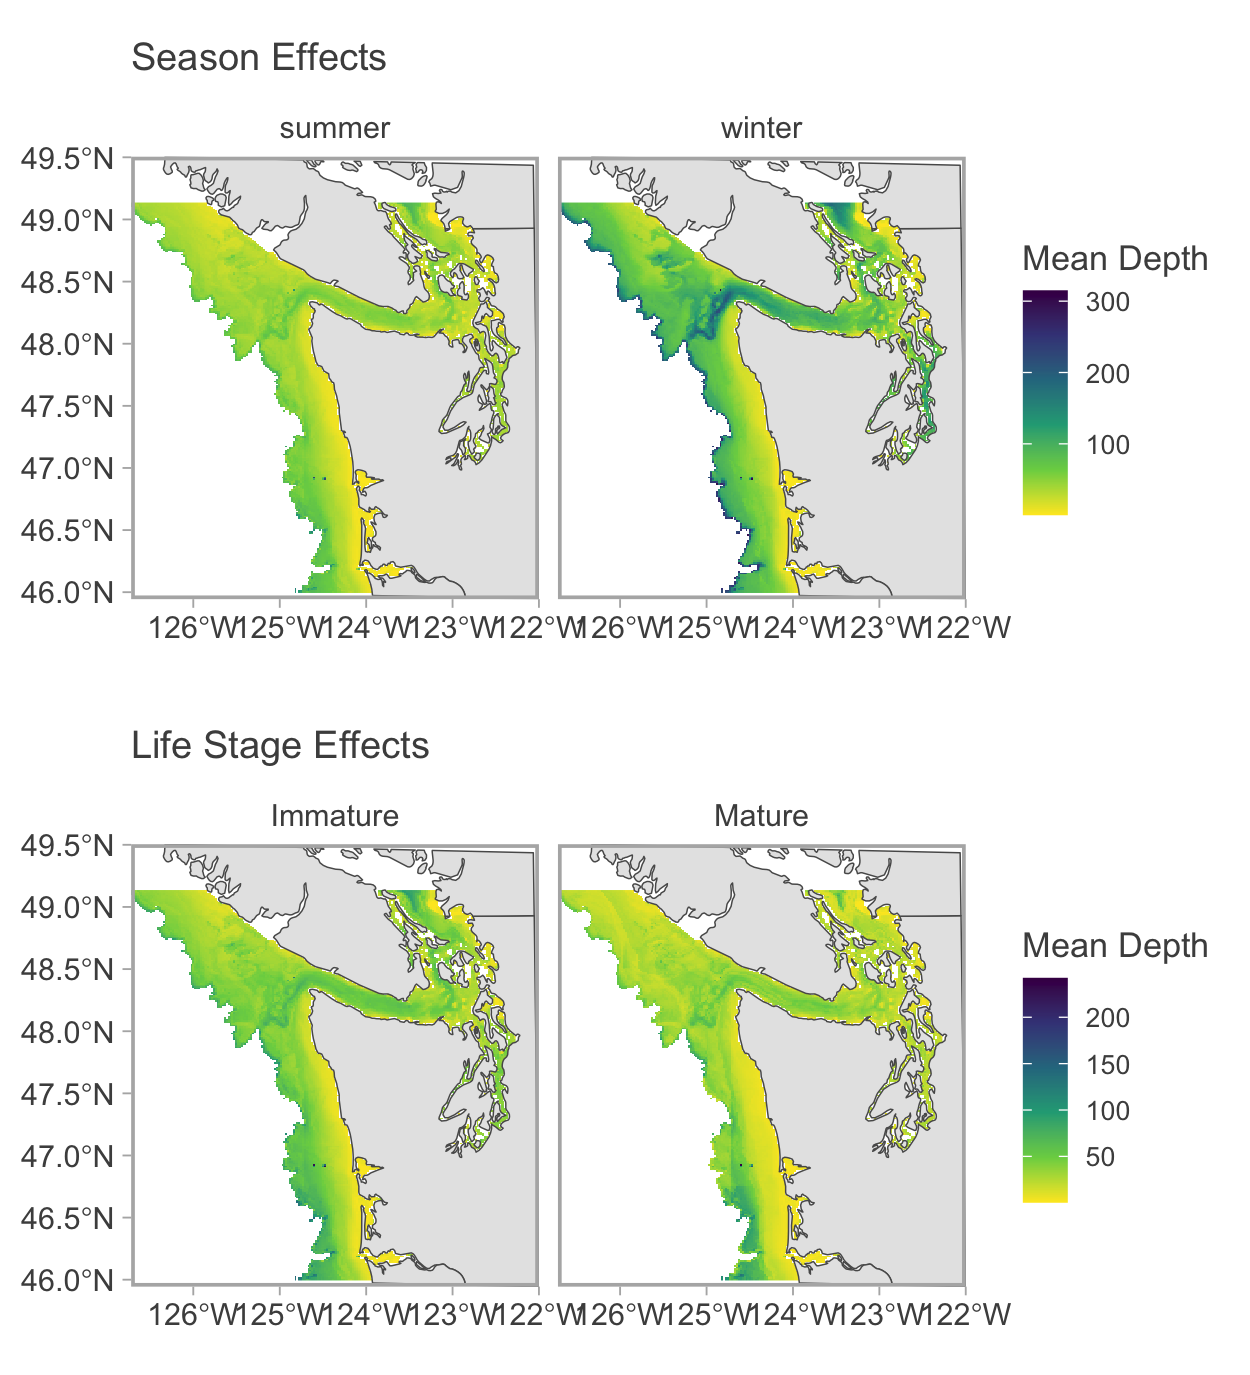 Season Effects
summer winter
49.5°N
49.0°N
48.5°N
48.0°N
47.5°N
47.0°N
46.5°N
46.0°N
126°W 125°W 124°W 123°W 122°W 126°W 125°W 124°W 123°W 122°W
Mean Depth
300
200
100
Life Stage Effects
Immature Mature
49.5°N
49.0°N
48.5°N
48.0°N
47.5°N
47.0°N
46.5°N
46.0°N
126°W 125°W 124°W 123°W 122°W 126°W 125°W 124°W 123°W 122°W
Mean Depth
200
150
100
50